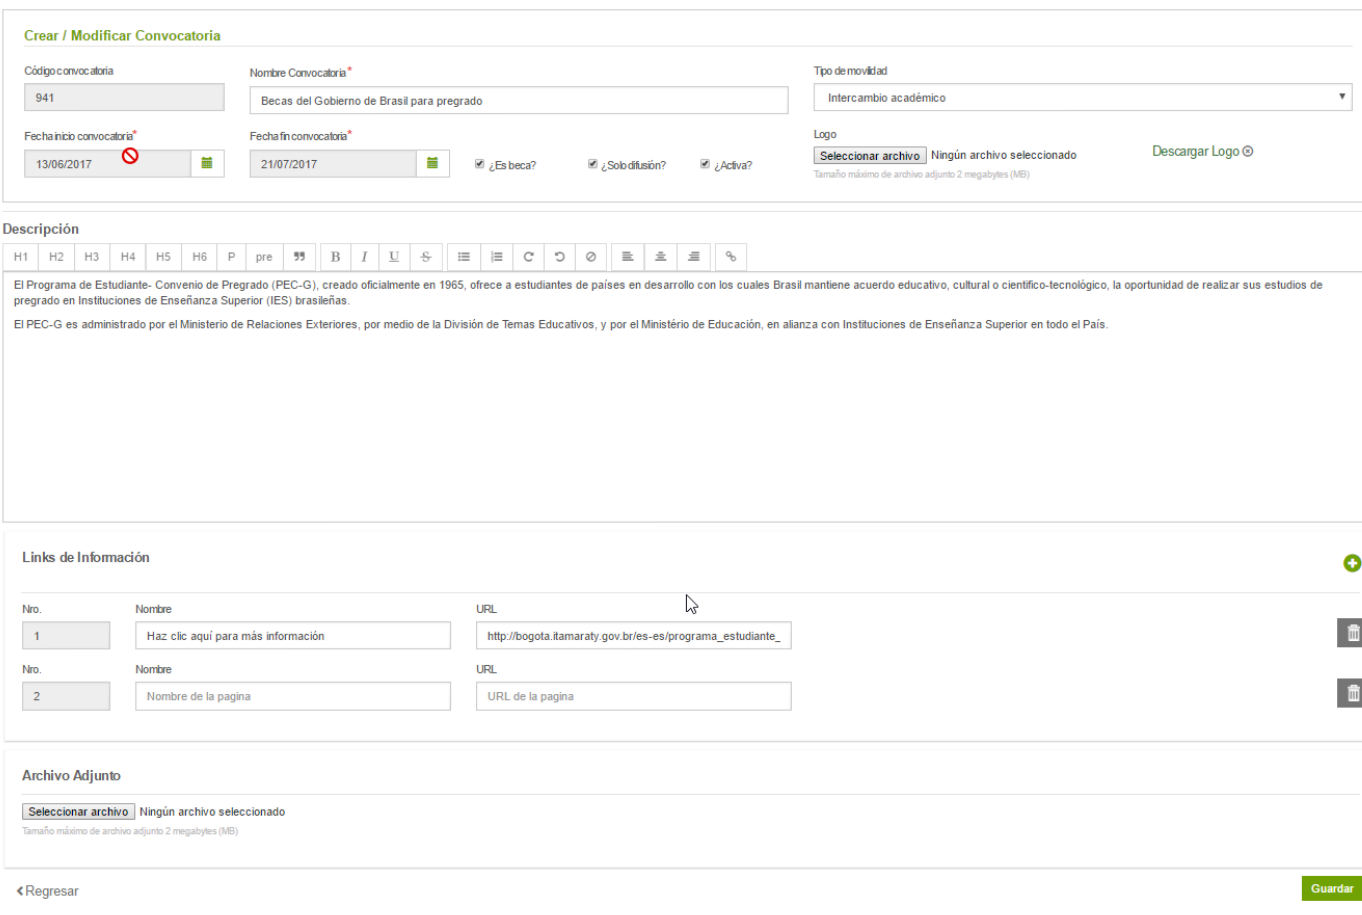 Crear / Modificar Convocatoria
Código convocatoria
Nombre Convocatoria*
Tipo de movilidad
941
Becas del Gobierno de Brasil para pregrado
Intercambio académico
Fecha inicio convocatoria*
Fecha fin convocatoria*
Logo
13/06/2017
21/07/2017
¿Es beca?
¿Solo difusión?
¿Activa?
Seleccionar archivo Ningún archivo seleccionado
Descargar Logo
Tamaño máximo de archivo adjunto 2 megabytes (MB)
Descripción
H1 H2 H3 H4 H5 H6 P pre B I U S
El Programa de Estudiante- Convenio de Pregrado (PEC-G), creado oficialmente en 1965, ofrece a estudiantes de países en desarrollo con los cuales Brasil mantiene acuerdo educativo, cultural o científico-tecnológico, la oportunidad de realizar sus estudios de
pregrado en Instituciones de Enseñanza Superior (IES) brasileñas.
El PEC-G es administrado por el Ministerio de Relaciones Exteriores, por medio de la División de Temas Educativos, y por el Ministério de Educación, en alianza con Instituciones de Enseñanza Superior en todo el País.
Links de Información
Nro.
Nombre
URL
1
Haz clic aquí para más información
http://bogota.itamaraty.gov.br/es-es/programa_estudiante_
Nro.
Nombre
URL
2
Nombre de la pagina
URL de la pagina
Archivo Adjunto
Seleccionar archivo Ningún archivo seleccionado
Tamaño máximo de archivo adjunto 2 megabytes (MB)
Regresar
Guardar